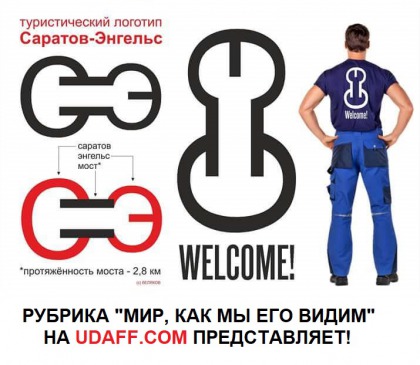 туристический логотип
Саратов-Энгельс
саратов
энгельс
мост*
*протяжённость моста - 2,8 км
WELCOME!
Welcome!
РУБРИКА "МИР, КАК МЫ ЕГО ВИДИМ"
НА UDAFF.COM ПРЕДСТАВЛЯЕТ!